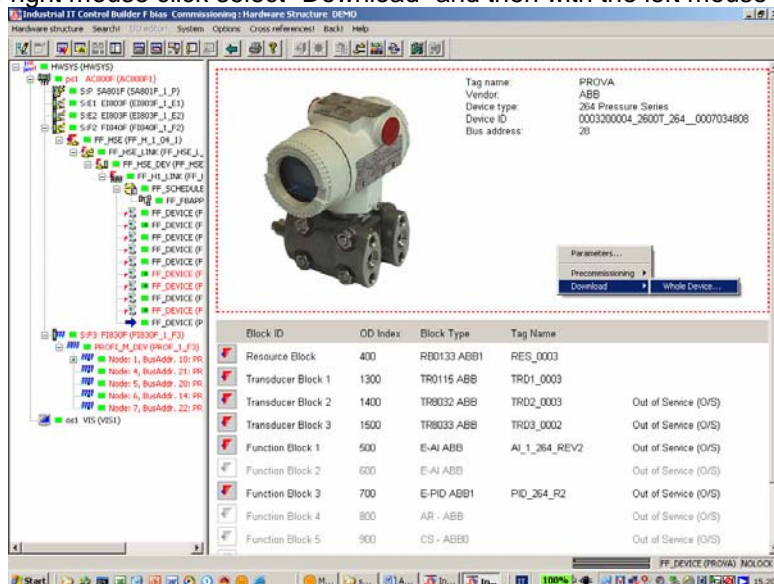 right mouse click select "Download" and then with the left mouse
Industrial IT Control Builder F bias Commissioning : Hardware Structure DEMO
Hardware structure Search! I/O editor! System Options Cross references! Back! Help
HWSYS (HWSYS)
ps1 AC800F (AC800F1)
S:P SA801F (SA801F_1_P)
S:E1 EI803F (EI803F_1_E1)
S:E2 EI803F (EI803F_1_E2)
S:F2 FI840F (FI840F_1_F2)
FF_HSE (FF_H_1_04_1)
FF_HSE_LINK (FF_HSE_L_
FF_HSE_DEV (FF_HSE
FF_H1_LINK (FF_
FF_SCHEDULE
FF_FBAPP
FF_DEVICE (F
FF_DEVICE (F
FF_DEVICE (F
FF_DEVICE (F
FF_DEVICE (F
FF_DEVICE (F
FF_DEVICE (F
FF_DEVICE (F
FF_DEVICE (P
S:F3 FI830F (FI830F_1_F3)
PROFI_M_DEV (PROF_1_F3)
Node: 1, BusAddr. 10: PR
Node: 4, BusAddr. 21: PR
Node: 5, BusAddr. 20: PR
Node: 6, BusAddr. 14: PR
Node: 7, BusAddr. 22: PR
os1 VIS (VIS1)
Tag name: PROVA
Vendor: ABB
Device type: 264 Pressure Series
Device ID 0003200004_2600T_264__0007034808
Bus address: 28
Parameters...
Precommissioning
Download Whole Device...
Block ID OD Index Block Type Tag Name
Resource Block 400 RB0133 ABB1 RES_0003
Transducer Block 1 1300 TR0115 ABB TRD1_0003
Transducer Block 2 1400 TR8032 ABB TRD2_0003 Out of Service (O/S)
Transducer Block 3 1500 TR8033 ABB TRD3_0002 Out of Service (O/S)
Function Block 1 500 E-AI ABB AI_1_264_REV2 Out of Service (O/S)
Function Block 2 600 E-AI ABB Out of Service (O/S)
Function Block 3 700 E-PID ABB1 PID_264_R2 Out of Service (O/S)
Function Block 4 800 AR - ABB Out of Service (O/S)
Function Block 5 900 CS - ABB0 Out of Service (O/S)
FF_DEVICE (PROVA) NOLOCK
Start M... s... A... In... In... 100%